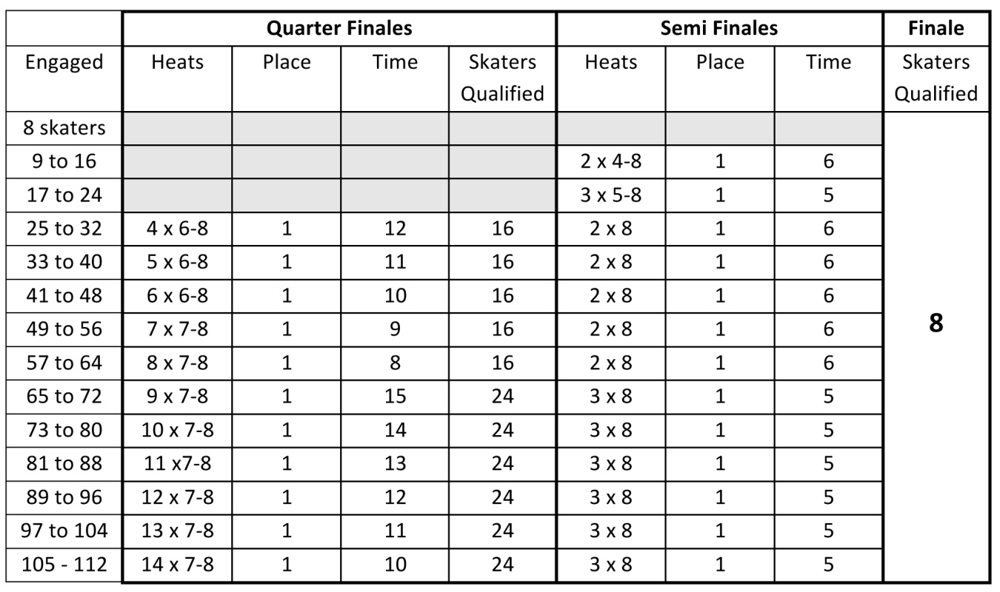 Quarter Finales Semi Finales Finale
Engaged Heats Place Time Skaters Qualified Heats Place Time Skaters Qualified
8 skaters
9 to 16 2 x 4-8 1 6
17 to 24 3 x 5-8 1 5
25 to 32 4 x 6-8 1 12 16 2 x 8 1 6
33 to 40 5 x 6-8 1 11 16 2 x 8 1 6
41 to 48 6 x 6-8 1 10 16 2 x 8 1 6
49 to 56 7 x 7-8 1 9 16 2 x 8 1 6
8
57 to 64 8 x 7-8 1 8 16 2 x 8 1 6
65 to 72 9 x 7-8 1 15 24 3 x 8 1 5
73 to 80 10 x 7-8 1 14 24 3 x 8 1 5
81 to 88 11 x7-8 1 13 24 3 x 8 1 5
89 to 96 12 x 7-8 1 12 24 3 x 8 1 5
97 to 104 13 x 7-8 1 11 24 3 x 8 1 5
105 - 112 14 x 7-8 1 10 24 3 x 8 1 5